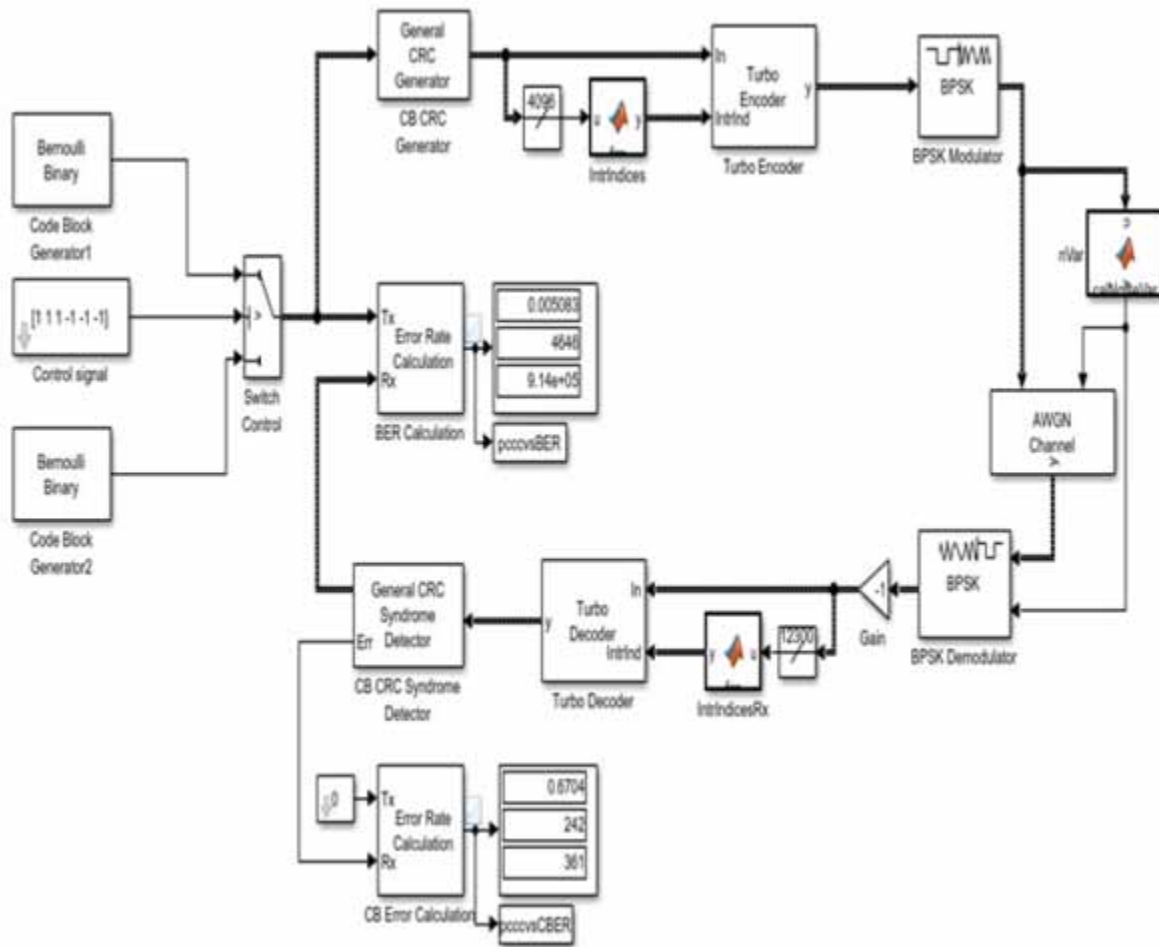 General
CRC
Generator
CB CRC
Generator
4096
u
y
IntrIndices
In
IntrInd
Turbo
Encoder
y
Turbo Encoder
BPSK
BPSK Modulator
Bernoulli
Binary
Code Block
Generator1
[1 1 1 -1 -1 -1]
Control signal
>
Switch
Control
Bernoulli
Binary
Code Block
Generator2
Tx
Rx
Error Rate
Calculation
BER Calculation
0.005083
4646
9.14e+05
pcccvsBER
nVar
AWGN
Channel
BPSK
BPSK Demodulator
-1
Gain
12300
u
y
IntrIndicesRx
In
IntrInd
Turbo
Decoder
y
Turbo Decoder
General CRC
Syndrome
Detector
Err
CB CRC Syndrome
Detector
0
Tx
Rx
Error Rate
Calculation
CB Error Calculation
0.6704
242
361
pcccvsCBER